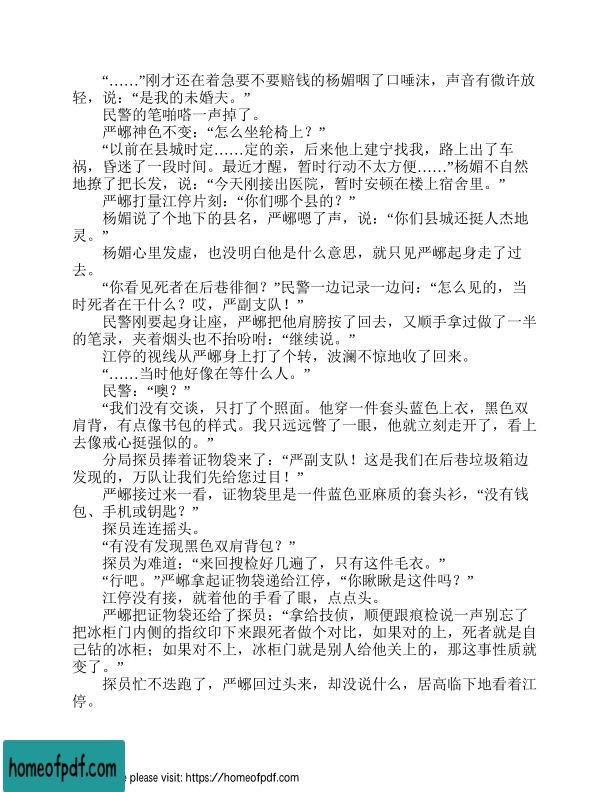 “……”刚才还在着急要不要赔钱的杨媚咽了口唾沫，声音有微许放
轻，说：“是我的未婚夫。”
民警的笔啪嗒一声掉了。
严峫神色不变：“怎么坐轮椅上？”
“以前在县城时定……定的亲，后来他上建宁找我，路上出了车
祸，昏迷了一段时间。最近才醒，暂时行动不太方便……”杨媚不自然
地撩了把长发，说：“今天刚接出医院，暂时安顿在楼上宿舍里。”
严峫打量江停片刻：“你们哪个县的？”
杨媚说了个地下的县名，严峫嗯了声，说：“你们县城还挺人杰地
灵。”
杨媚心里发虚，也没明白他是什么意思，就只见严峫起身走了过
去。
“你看见死者在后巷徘徊？”民警一边记录一边问：“怎么见的，当
时死者在干什么？哎，严副支队！”
民警刚要起身让座，严峫把他肩膀按了回去，又顺手拿过做了一半
的笔录，夹着烟头也不抬吩咐：“继续说。”
江停的视线从严峫身上打了个转，波澜不惊地收了回来。
“……当时他好像在等什么人。”
民警：“噢？”
“我们没有交谈，只打了个照面。他穿一件套头蓝色上衣，黑色双
肩背，有点像书包的样式。我只远远瞥了一眼，他就立刻走开了，看上
去像戒心挺强似的。”
分局探员捧着证物袋来了：“严副支队！这是我们在后巷垃圾箱边
发现的，万队让我们先给您过目！”
严峫接过来一看，证物袋里是一件蓝色亚麻质的套头衫，“没有钱
包、手机或钥匙？”
探员连连摇头。
“有没有发现黑色双肩背包？”
探员为难道：“来回搜检好几遍了，只有这件毛衣。”
“行吧。”严峫拿起证物袋递给江停，“你瞅瞅是这件吗？”
江停没有接，就着他的手看了眼，点点头。
严峫把证物袋还给了探员：“拿给技侦，顺便跟痕检说一声别忘了
把冰柜门内侧的指纹印下来跟死者做个对比，如果对的上，死者就是自
己钻的冰柜；如果对不上，冰柜门就是别人给他关上的，那这事性质就
变了。”
探员忙不迭跑了，严峫回过头来，却没说什么，居高临下地看着江
停。
homeofpdf.com
e please visit: https://homeofpdf.com